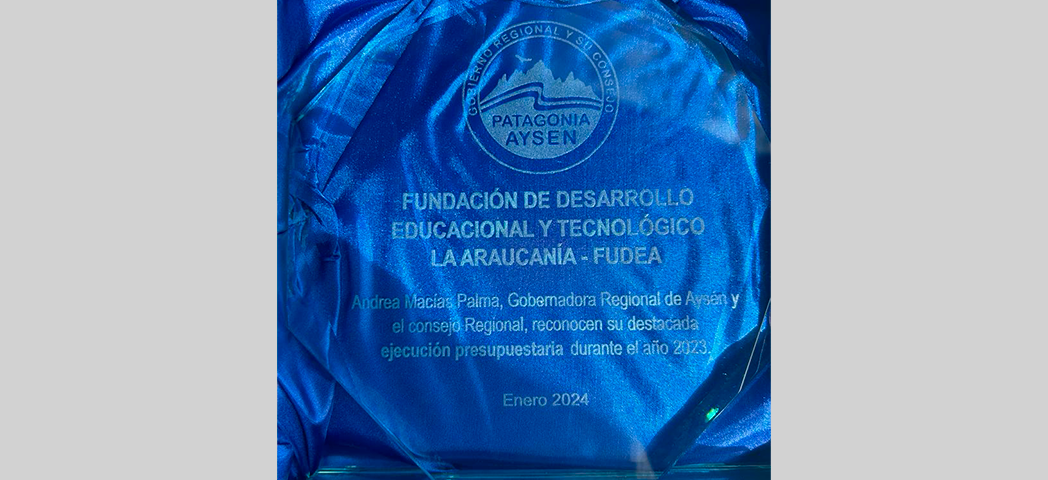 GOBIERNO REGIONAL Y SU CONSEJO
PATAGONIA
AYSEN
FUNDACIÓN DE DESARROLLO
EDUCACIONAL Y TECNOLÓGICO
LA ARAUCANÍA - FUDEA
Andrea Macías Palma, Gobernadora Regional de Aysén y
el consejo Regional, reconocen su destacada
ejecución presupuestaria durante el año 2023.
Enero 2024